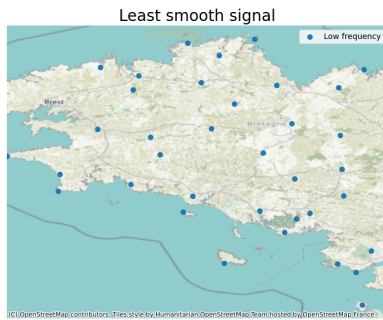 Least smooth signal
Low frequency
Brest
Bretagne
(C) OpenStreetMap contributors, Tiles style by Humanitarian OpenStreetMap Team hosted by OpenStreetMap France